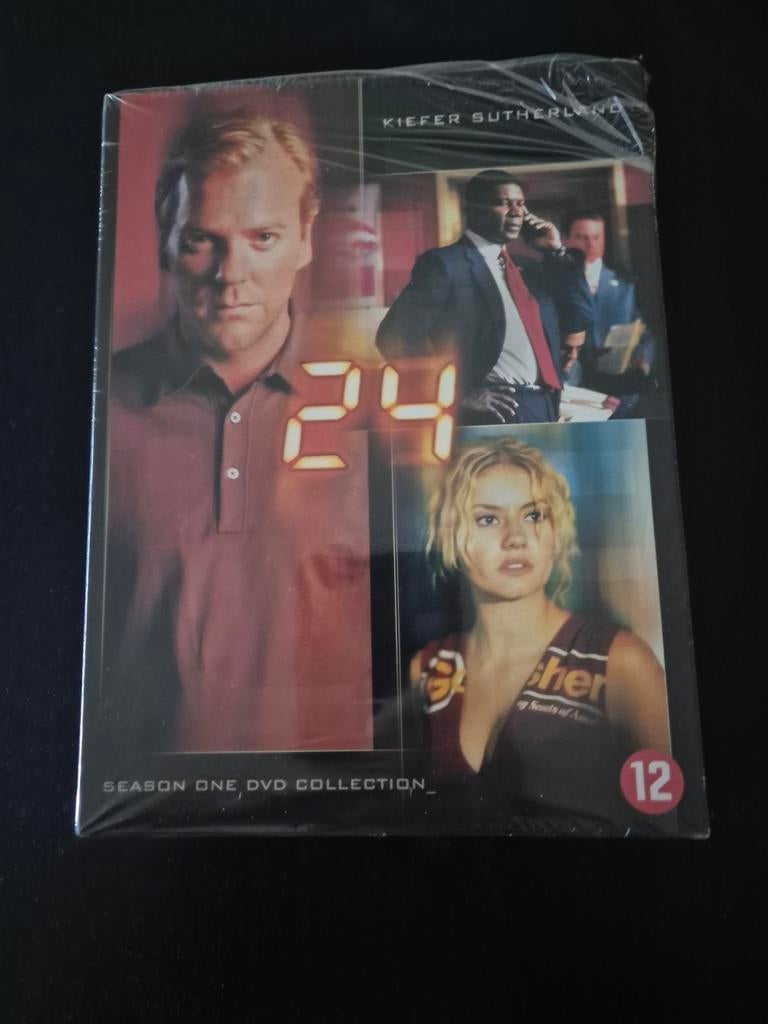 KIEFER SUTHERLAND
24
SEASON ONE DVD COLLECTION_
12